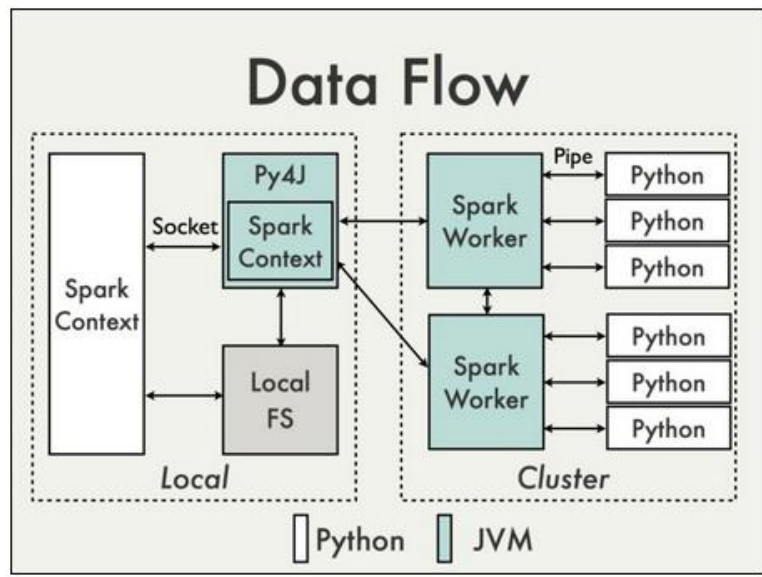 Data Flow
Spark
Context
Socket
Py4J
Spark
Context
Local
FS
Local
Spark
Worker
Pipe
Python
Python
Python
Spark
Worker
Python
Python
Python
Cluster
Python
JVM